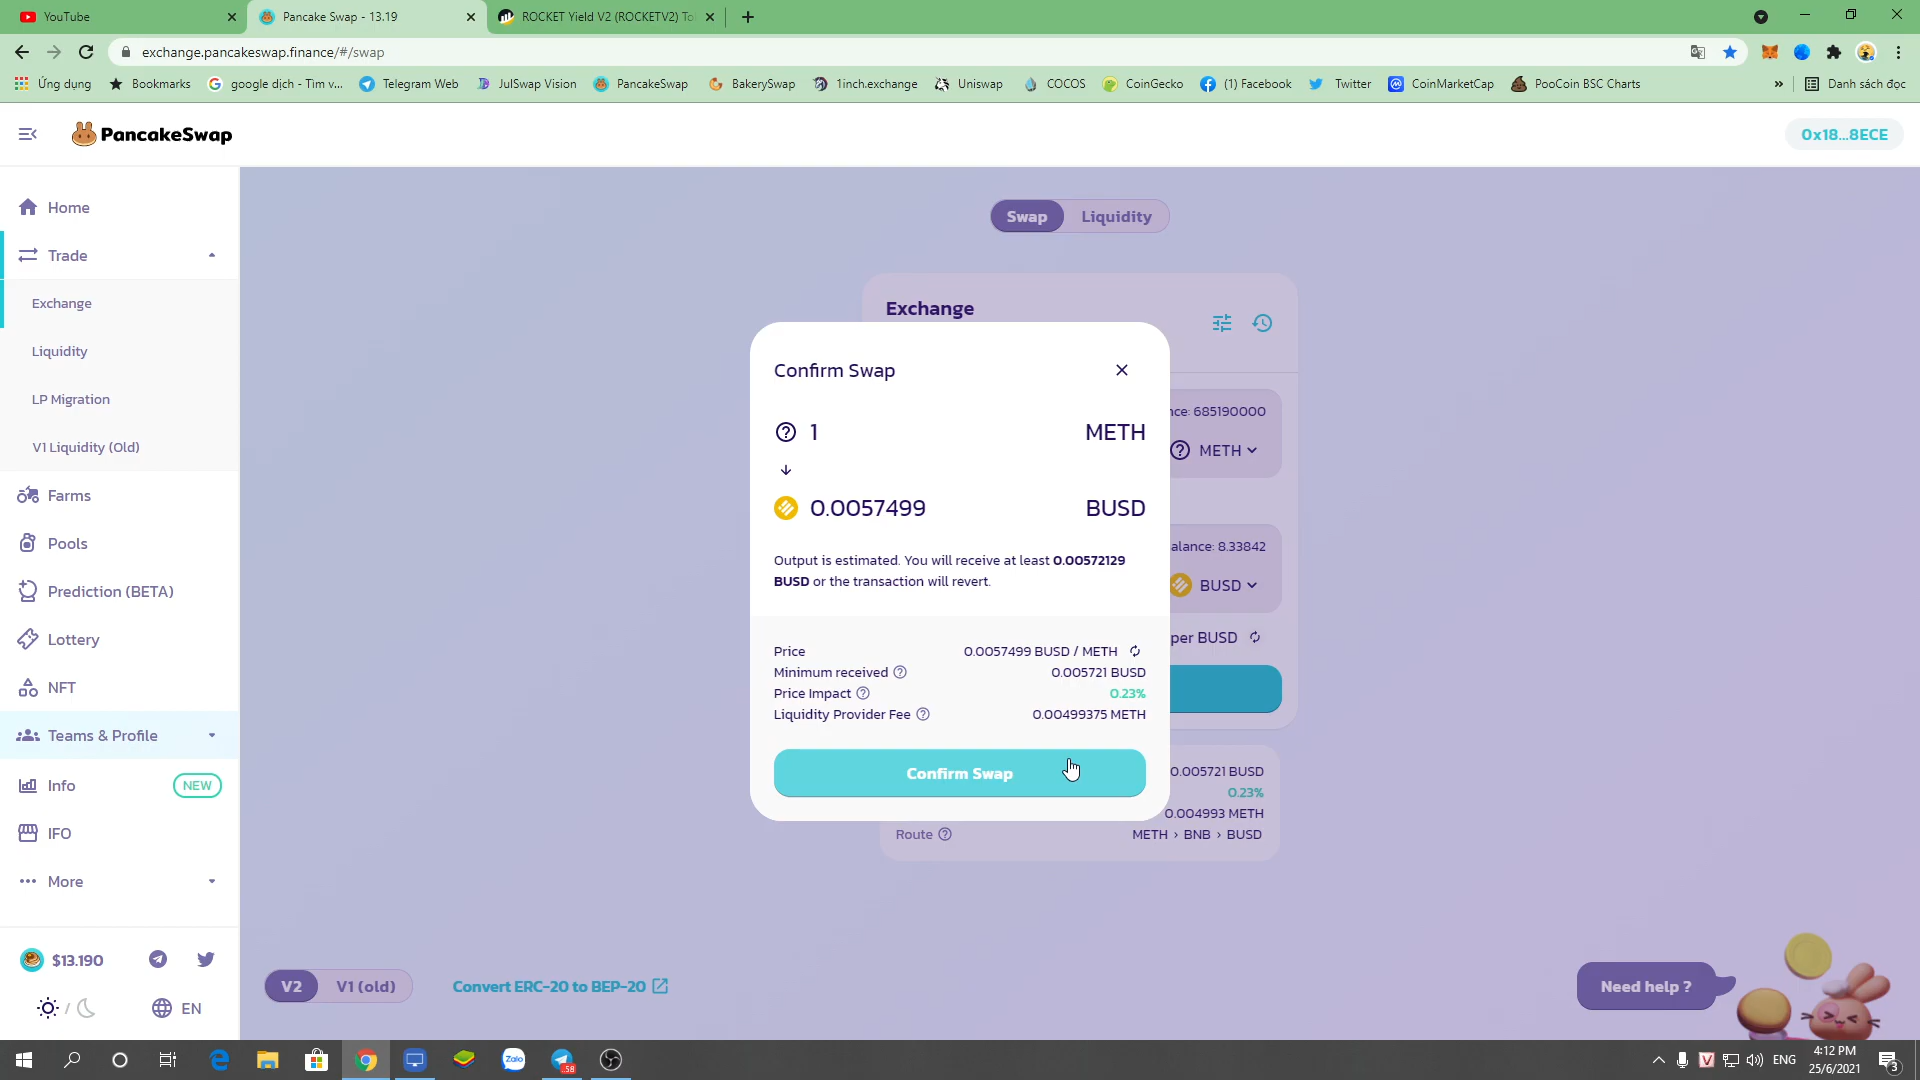 YouTube
Pancake Swap - 13.19
ROCKET Yield V2 (ROCKETV2) To
exchange.pancakeswap.finance/#/swap
Ứng dụng
Bookmarks
google dịch - Tìm v...
Telegram Web
JulSwap Vision
PancakeSwap
BakerySwap
1inch.exchange
Uniswap
COCOS
CoinGecko
(1) Facebook
Twitter
CoinMarketCap
PooCoin BSC Charts
»
Danh sách đọc
PancakeSwap
0x18...8ECE
Home
Trade
Exchange
Liquidity
LP Migration
V1 Liquidity (Old)
Farms
Pools
Prediction (BETA)
Lottery
NFT
Teams & Profile
Info
NEW
IFO
More
$13.190
/
EN
Swap
Liquidity
Exchange
nce: 685190000
METH
alance: 8.33842
BUSD
per BUSD
0.005721 BUSD
0.23%
0.004993 METH
Route
METH > BNB > BUSD
Confirm Swap
1 METH
0.0057499 BUSD
Output is estimated. You will receive at least 0.00572129
BUSD or the transaction will revert.
Price 0.0057499 BUSD / METH
Minimum received 0.005721 BUSD
Price Impact 0.23%
Liquidity Provider Fee 0.00499375 METH
Confirm Swap
V2
V1 (old)
Convert ERC-20 to BEP-20
Need help ?
Zalo
58
ENG
4:12 PM
25/6/2021
3